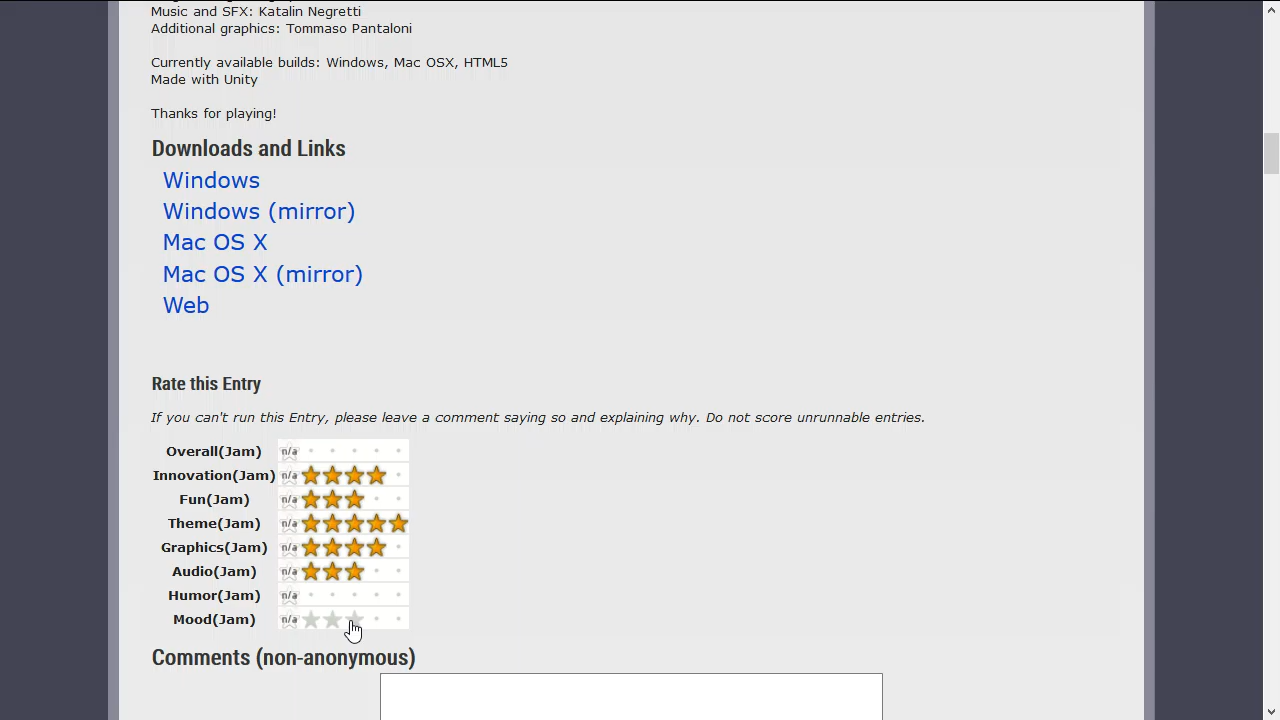 Music and SFX: Katalin Negretti
Additional graphics: Tommaso Pantaloni
Currently available builds: Windows, Mac OSX, HTML5
Made with Unity
Thanks for playing!
Downloads and Links
Windows
Windows (mirror)
Mac OS X
Mac OS X (mirror)
Web
Rate this Entry
If you can't run this Entry, please leave a comment saying so and explaining why. Do not score unrunnable entries.
Overall(Jam) n/a
Innovation(Jam) n/a
Fun(Jam) n/a
Theme(Jam) n/a
Graphics(Jam) n/a
Audio(Jam) n/a
Humor(Jam) n/a
Mood(Jam) n/a
Comments (non-anonymous)